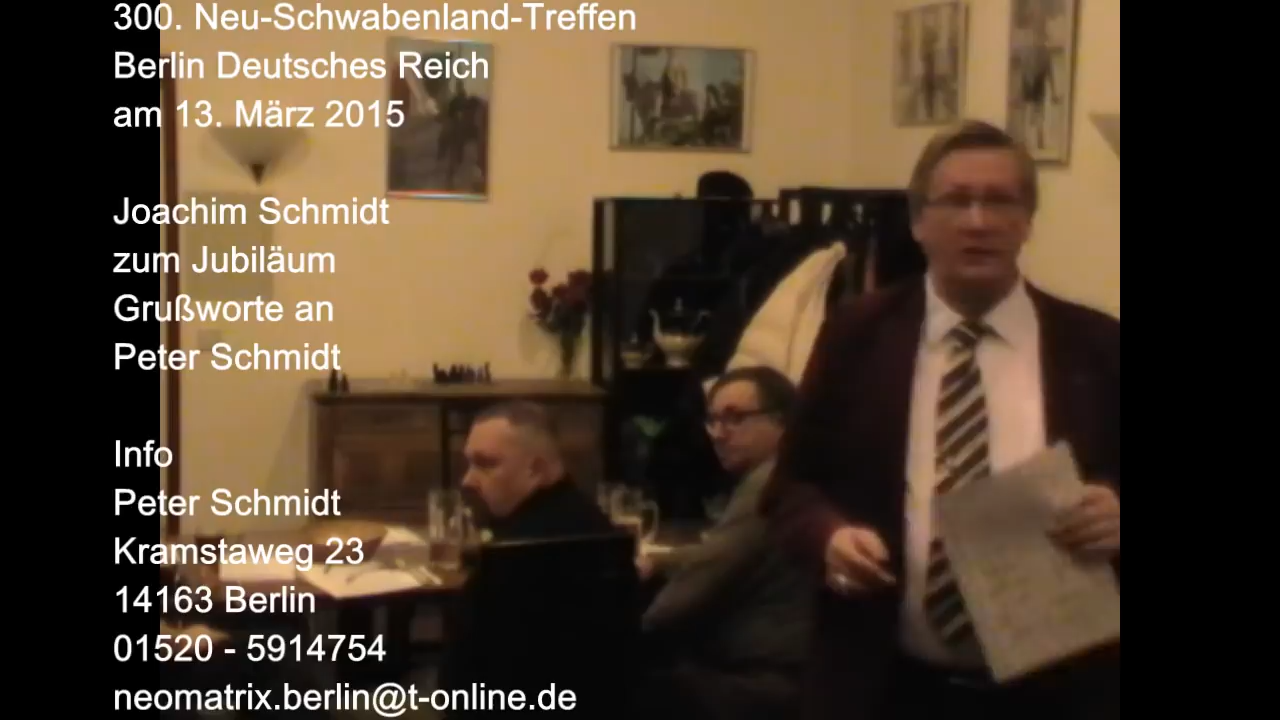 300. Neu-Schwabenland-Treffen
Berlin Deutsches Reich
am 13. März 2015
Joachim Schmidt
zum Jubiläum
Grußworte an
Peter Schmidt
Info
Peter Schmidt
Kramstaweg 23
14163 Berlin
01520 - 5914754
neomatrix.berlin@t-online.de